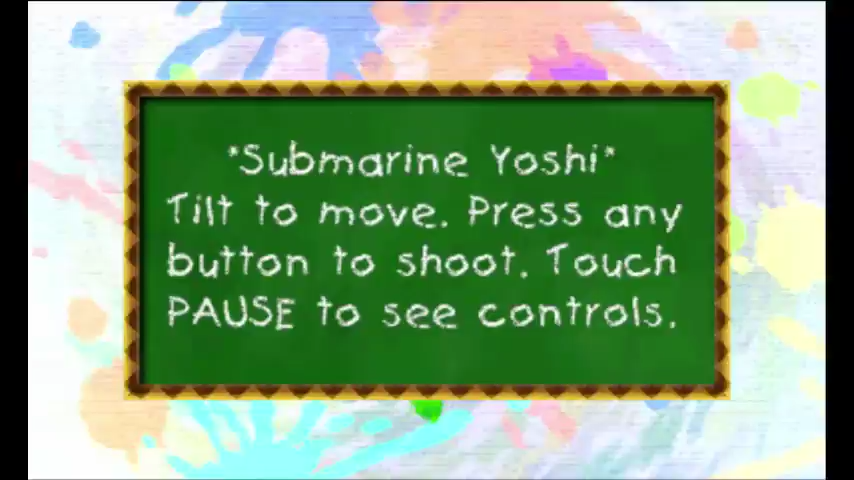 *Submarine Yoshi*
Tilt to move. Press any
button to shoot. Touch
PAUSE to see controls.